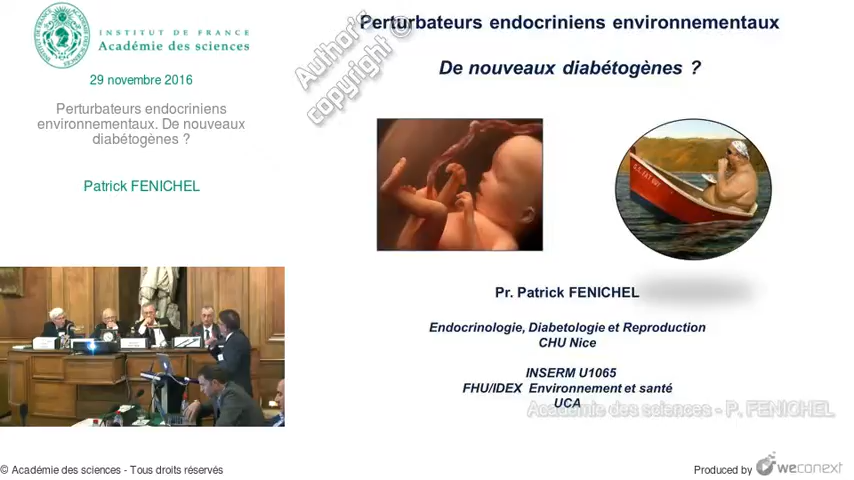 INSTITUT DE FRANCE
Académie des sciences
29 novembre 2016
Perturbateurs endocriniens
environnementaux. De nouveaux
diabétogènes ?
Patrick FENICHEL
Perturbateurs endocriniens environnementaux
De nouveaux diabétogènes ?
Author's
copyright ©
Pr. Patrick FENICHEL
Endocrinologie, Diabetologie et Reproduction
CHU Nice
INSERM U1065
FHU/IDEX Environnement et santé
UCA
Académie des sciences - P. FENICHEL
© Académie des sciences - Tous droits réservés
Produced by weconext